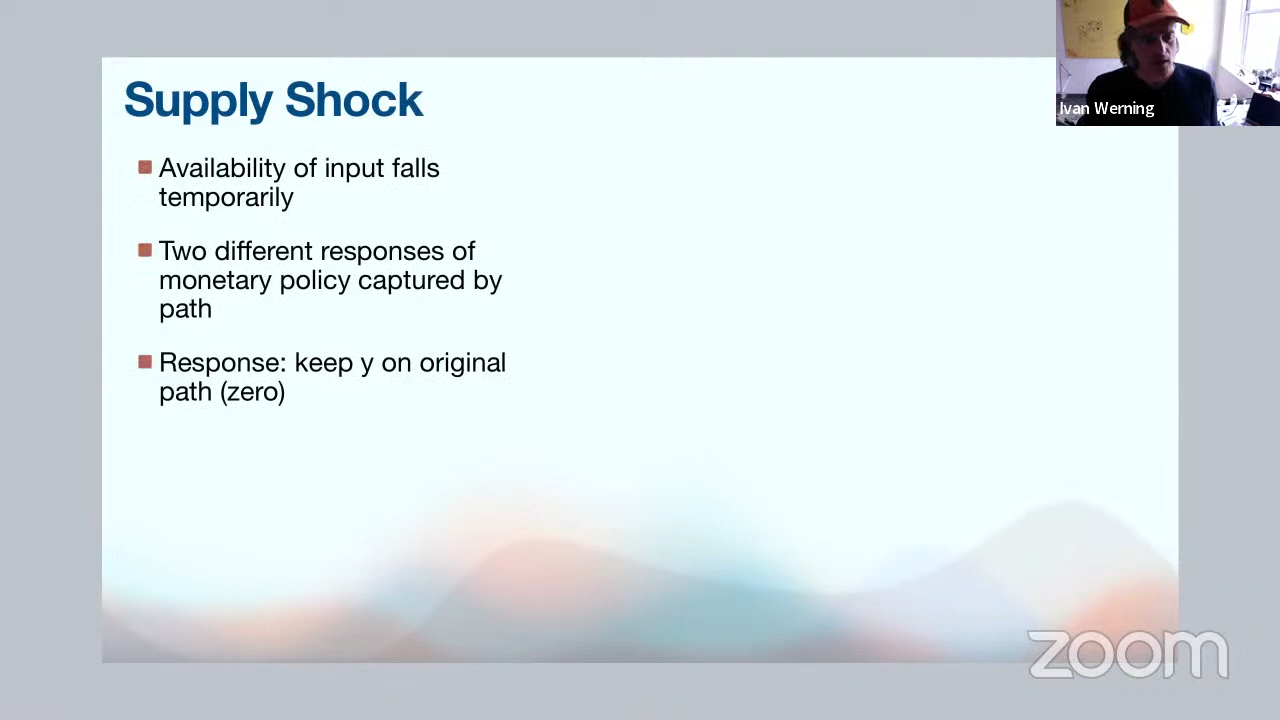 Supply Shock
Availability of input falls
temporarily
Two different responses of
monetary policy captured by
path
Response: keep y on original
path (zero)
Ivan Werning
zoom